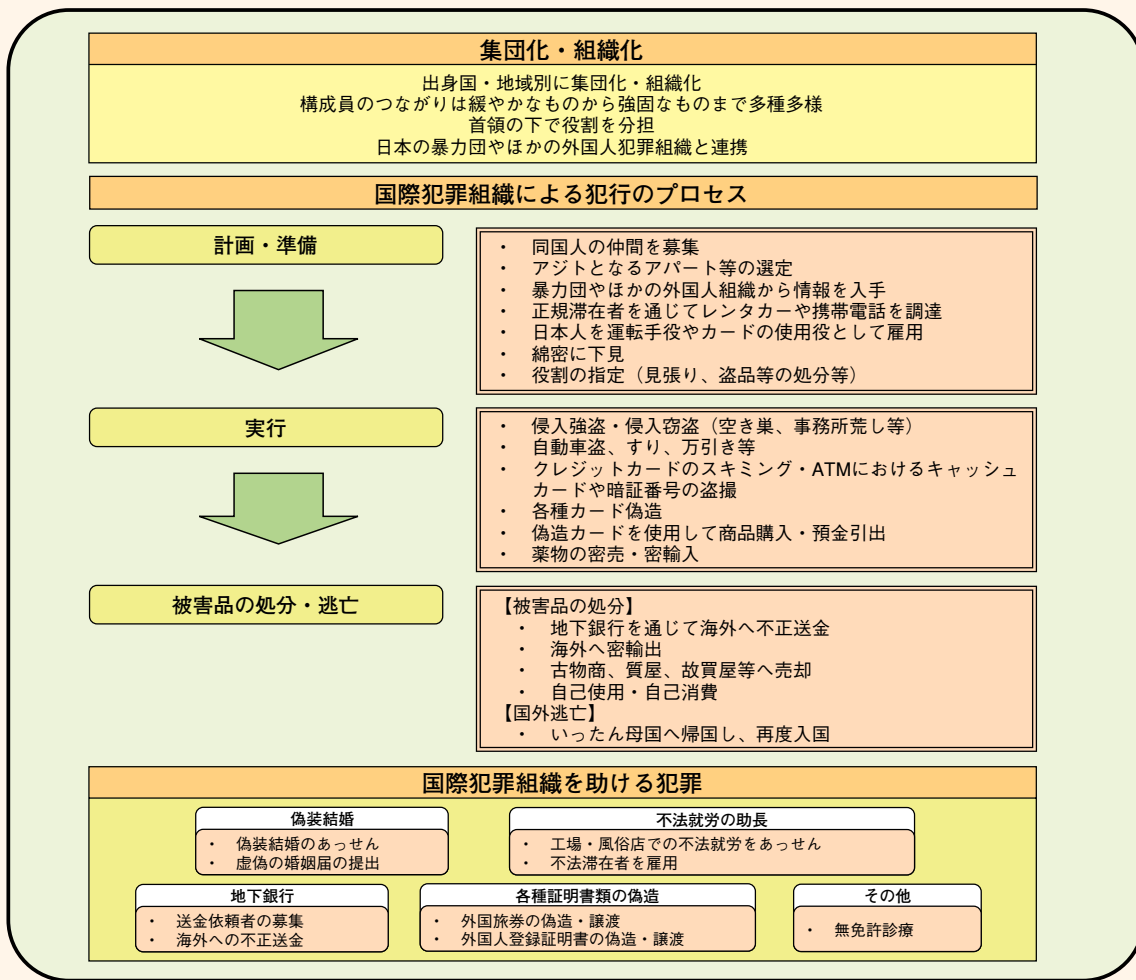 集団化・組織化
出身国・地域別に集団化・組織化
構成員のつながりは緩やかなものから強固なものまで多種多様
首領の下で役割を分担
日本の暴力団やほかの外国人犯罪組織と連携
国際犯罪組織による犯行のプロセス
計画・準備
・ 同国人の仲間を募集
・ アジトとなるアパート等の選定
・ 暴力団やほかの外国人組織から情報を入手
・ 正規滞在者を通じてレンタカーや携帯電話を調達
・ 日本人を運転手役やカードの使用役として雇用
・ 綿密に下見
・ 役割の指定（見張り、盗品等の処分等）
実行
・ 侵入強盗・侵入窃盗（空き巣、事務所荒し等）
・ 自動車盗、すり、万引き等
・ クレジットカードのスキミング・ATMにおけるキャッシュ
カードや暗証番号の盗撮
・ 各種カード偽造
・ 偽造カードを使用して商品購入・預金引出
・ 薬物の密売・密輸入
被害品の処分・逃亡
【被害品の処分】
・ 地下銀行を通じて海外へ不正送金
・ 海外へ密輸出
・ 古物商、質屋、故買屋等へ売却
・ 自己使用・自己消費
【国外逃亡】
・ いったん母国へ帰国し、再度入国
国際犯罪組織を助ける犯罪
偽装結婚
・ 偽装結婚のあっせん
・ 虚偽の婚姻届の提出
不法就労の助長
・ 工場・風俗店での不法就労をあっせん
・ 不法滞在者を雇用
地下銀行
・ 送金依頼者の募集
・ 海外への不正送金
各種証明書類の偽造
・ 外国旅券の偽造・譲渡
・ 外国人登録証明書の偽造・譲渡
その他
・ 無免許診療